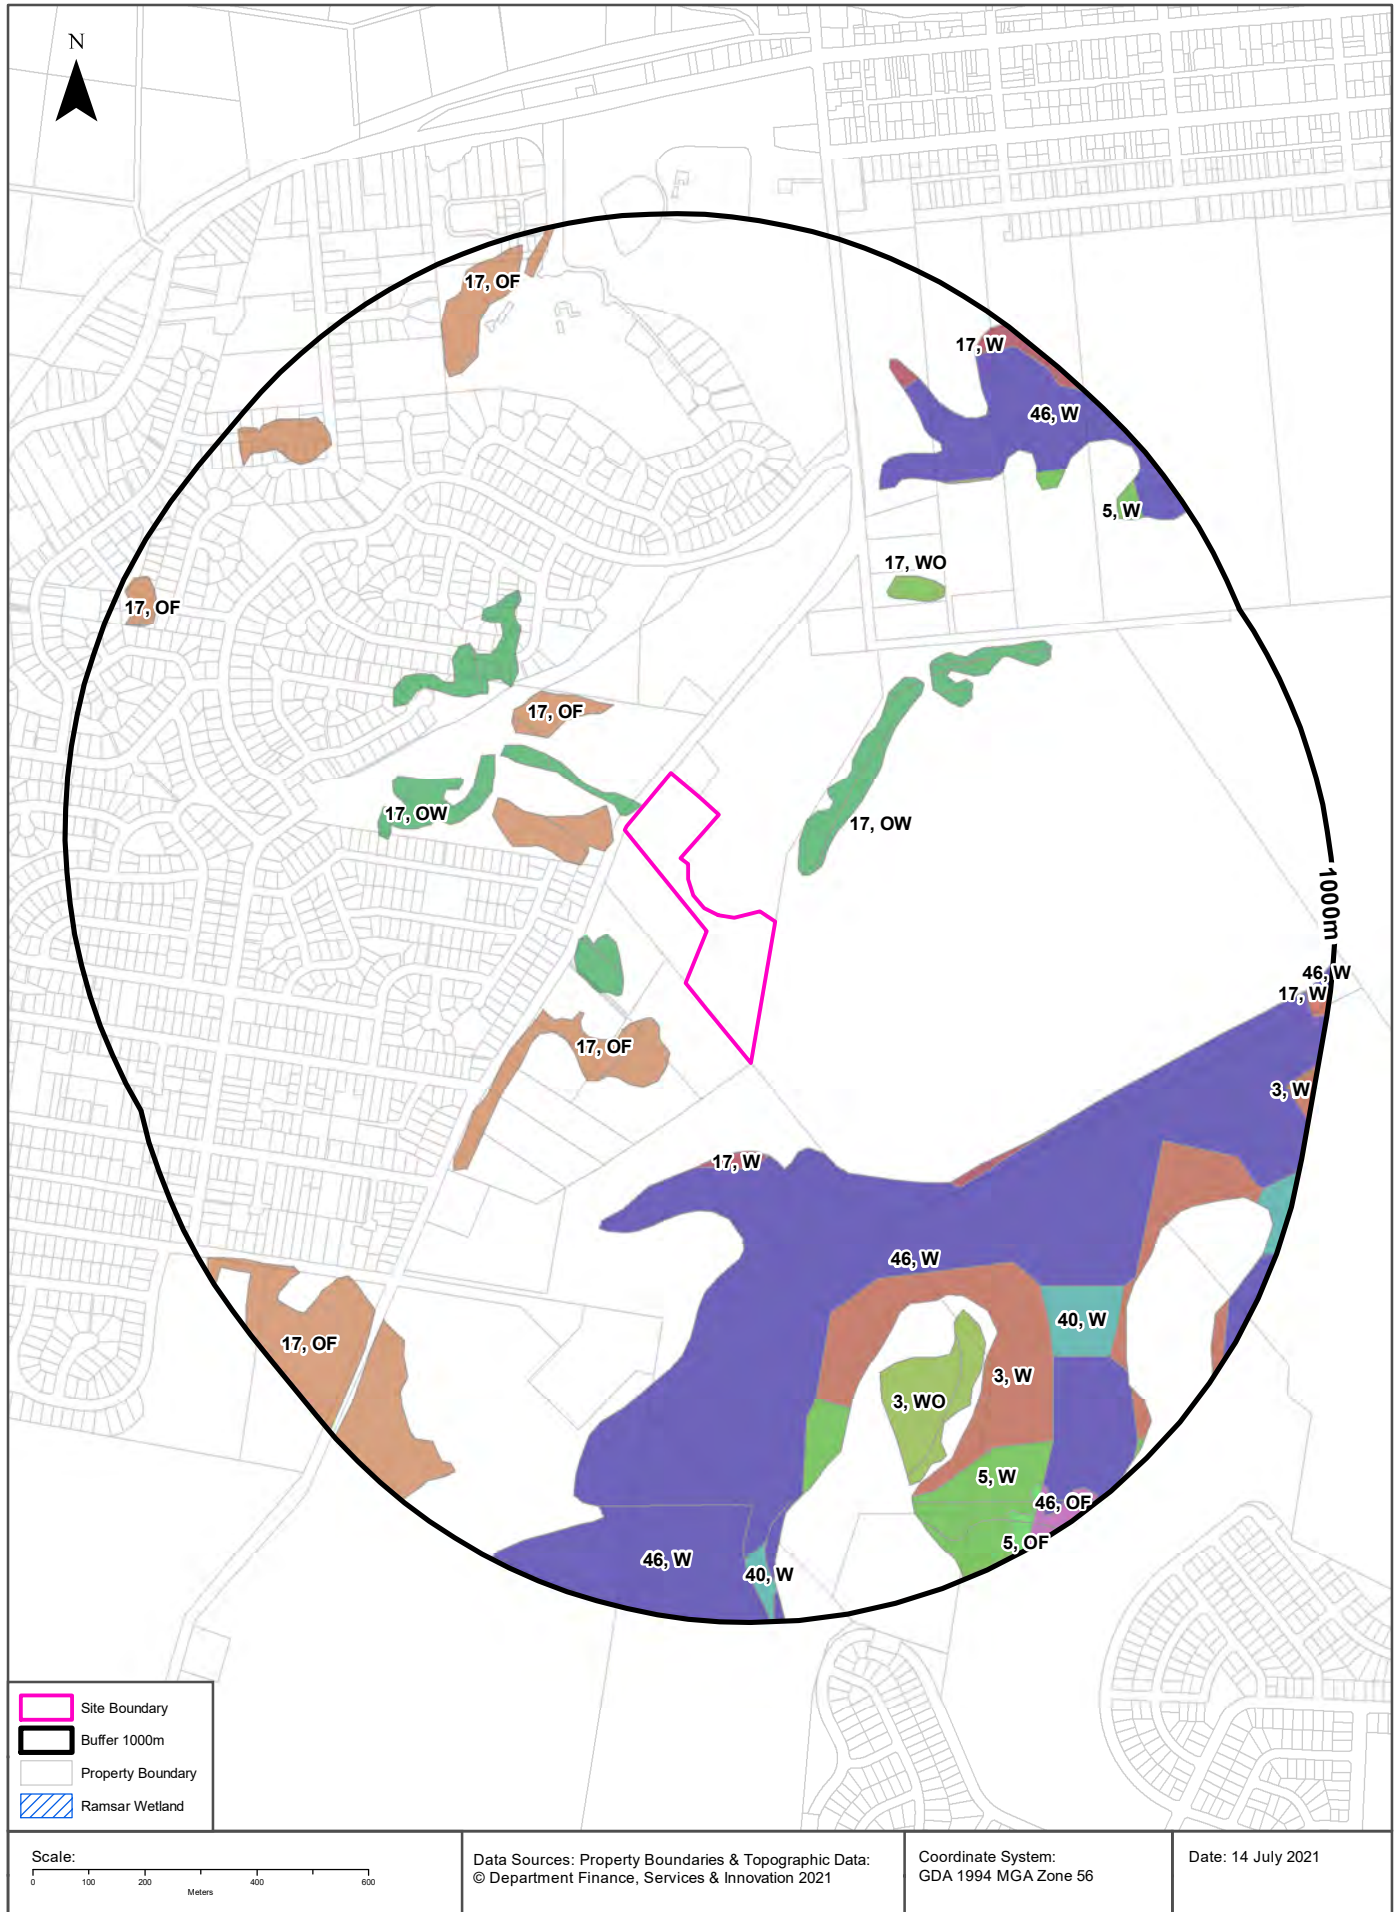 N
17, OF
17, W
46, W
5, W
17, WO
17, OF
17, OF
17, OW
17, OW
1000m
46, W
17, W
17, OF
3, W
17, W
46, W
40, W
17, OF
3, W
3, WO
5, W
46, OF
5, OF
46, W
40, W
Site Boundary
Buffer 1000m
Property Boundary
Ramsar Wetland
Scale:
0 100 200 400 600
Meters
Data Sources: Property Boundaries & Topographic Data:
© Department Finance, Services & Innovation 2021
Coordinate System:
GDA 1994 MGA Zone 56
Date: 14 July 2021